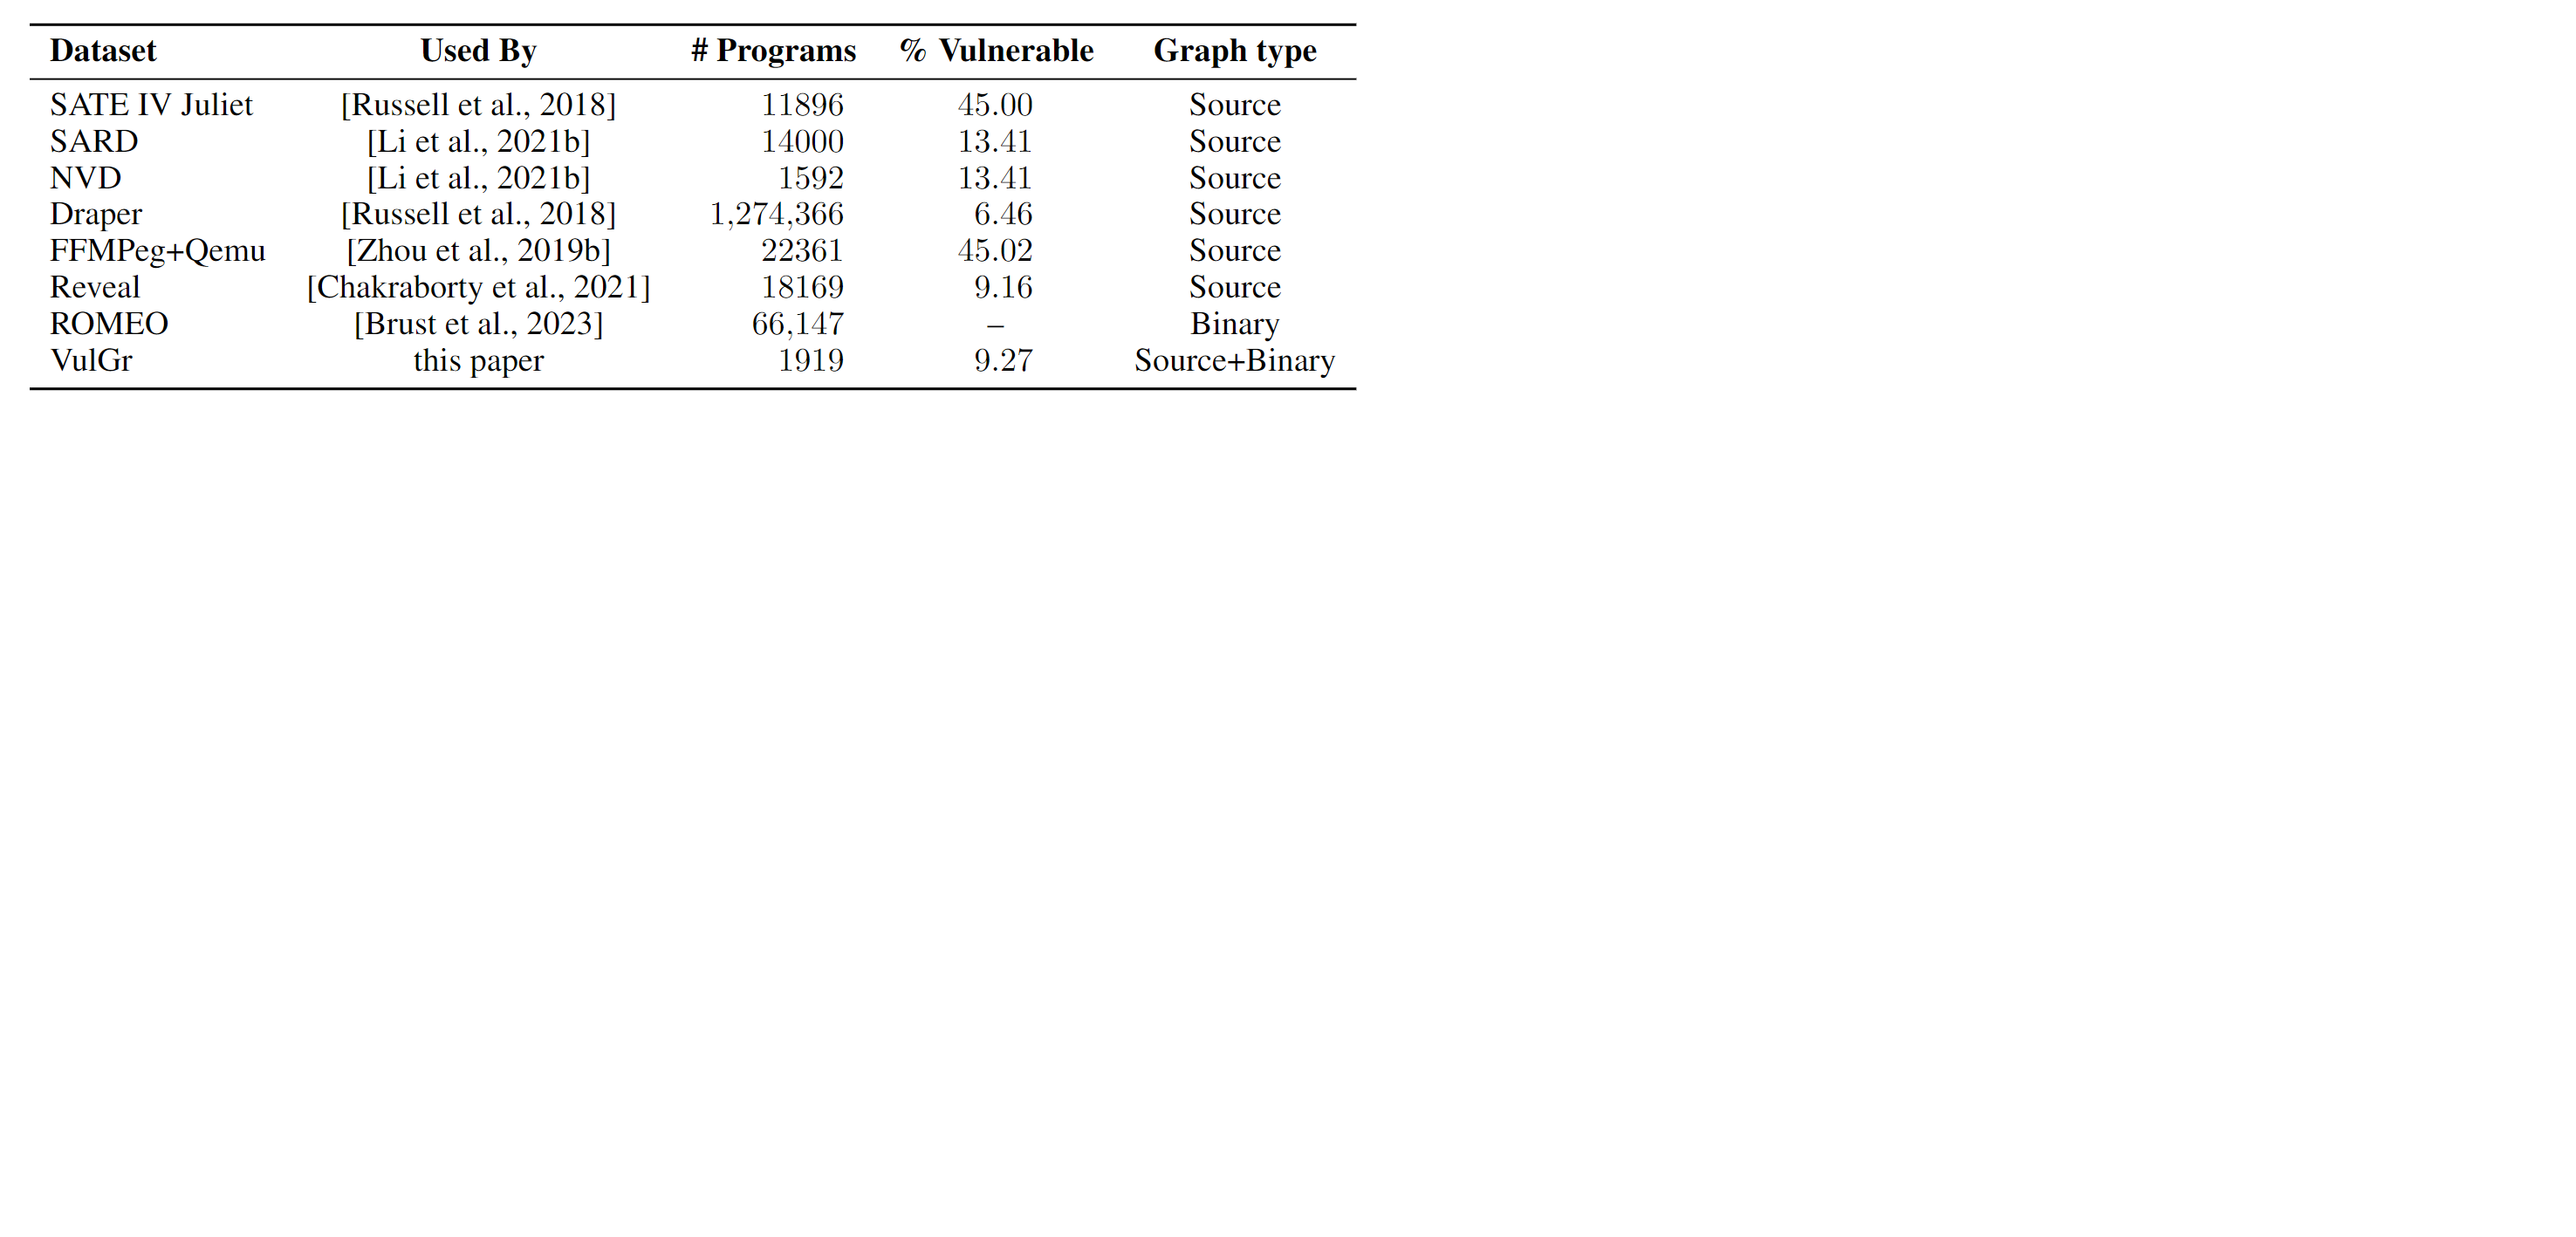 Dataset Used By # Programs % Vulnerable Graph type
SATE IV Juliet [Russell et al., 2018] 11896 45.00 Source
SARD [Li et al., 2021b] 14000 13.41 Source
NVD [Li et al., 2021b] 1592 13.41 Source
Draper [Russell et al., 2018] 1,274,366 6.46 Source
FFMPeg+Qemu [Zhou et al., 2019b] 22361 45.02 Source
Reveal [Chakraborty et al., 2021] 18169 9.16 Source
ROMEO [Brust et al., 2023] 66,147 – Binary
VulGr this paper 1919 9.27 Source+Binary